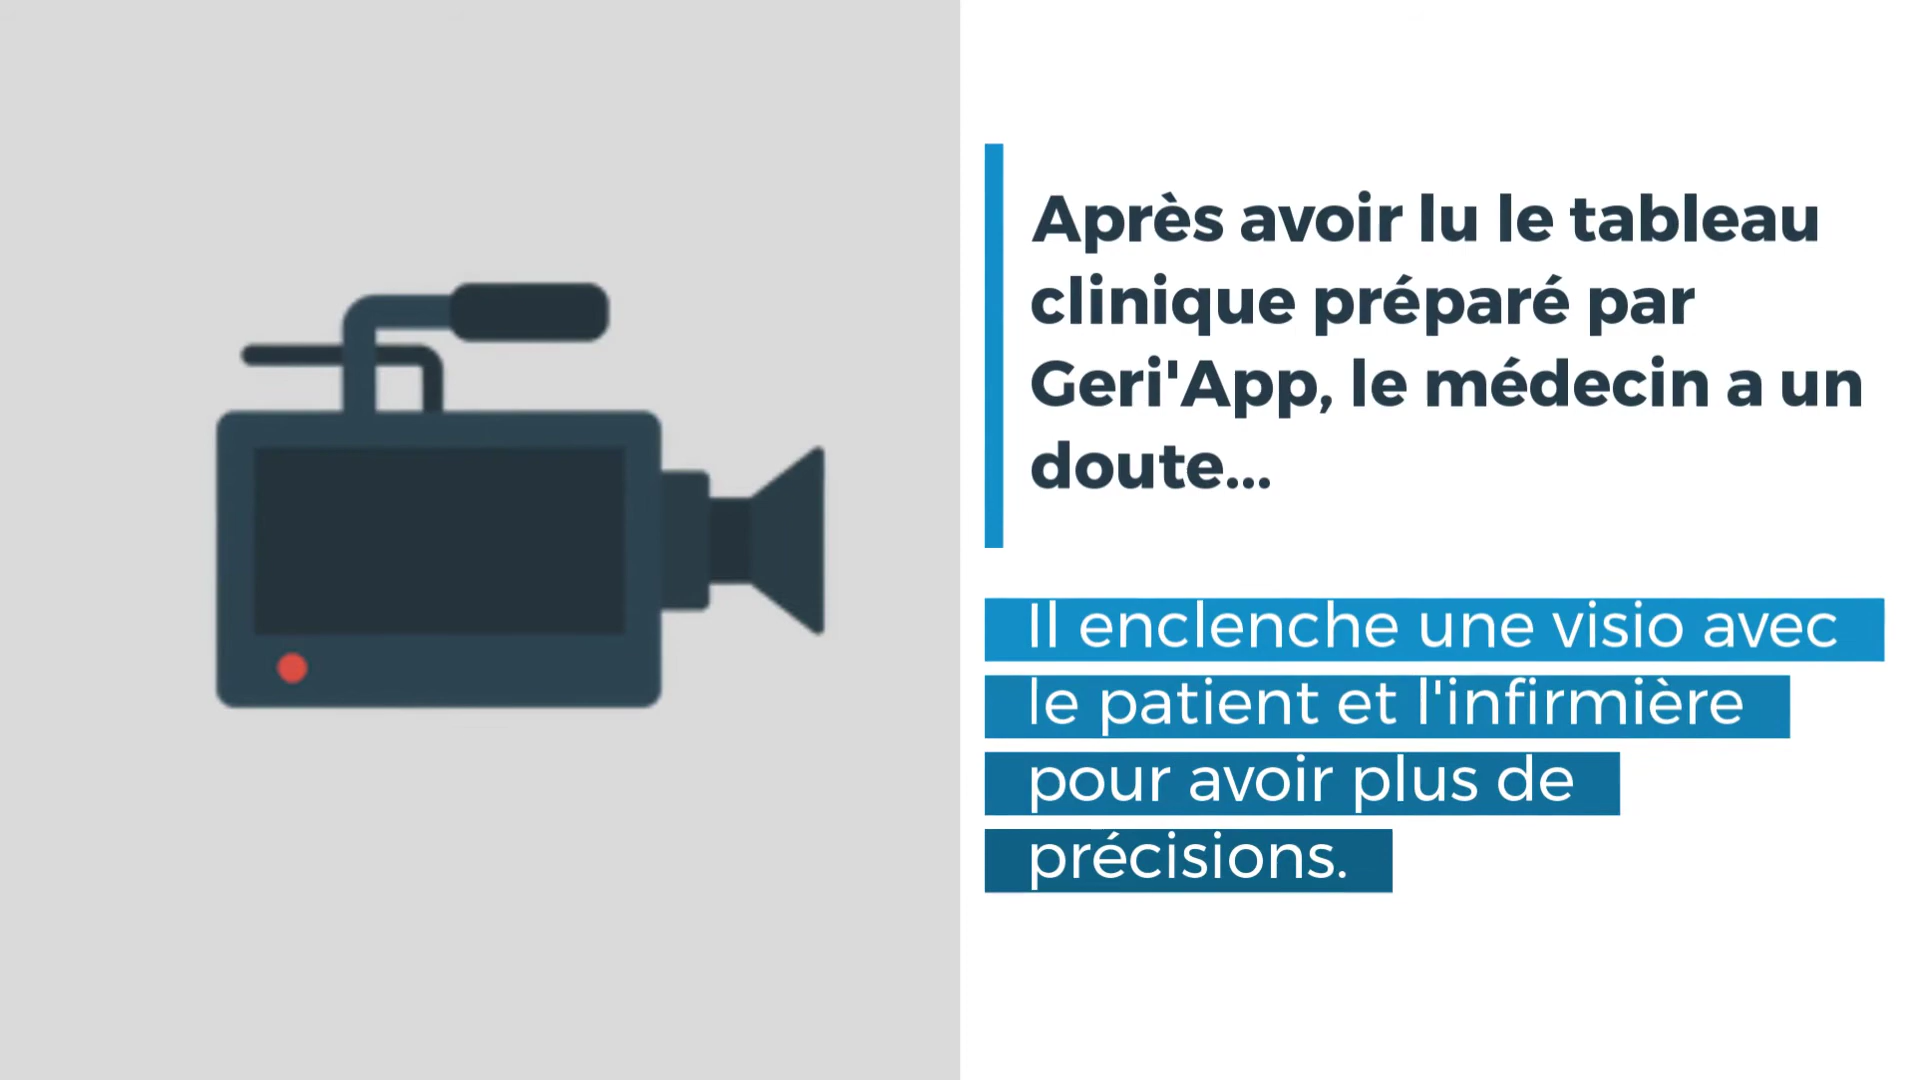 Après avoir lu le tableau
clinique préparé par
Geri'App, le médecin a un
doute...
Il enclenche une visio avec
le patient et l'infirmière
pour avoir plus de
précisions.